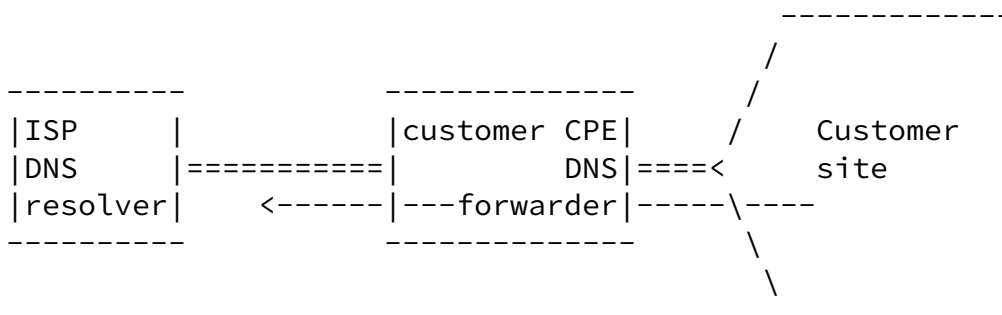 -------------
/
---------- -------------- /
|ISP | |customer CPE| / Customer
|DNS |===========| DNS|====< site
|resolver| <------|---forwarder|-----\----
---------- -------------- \
\